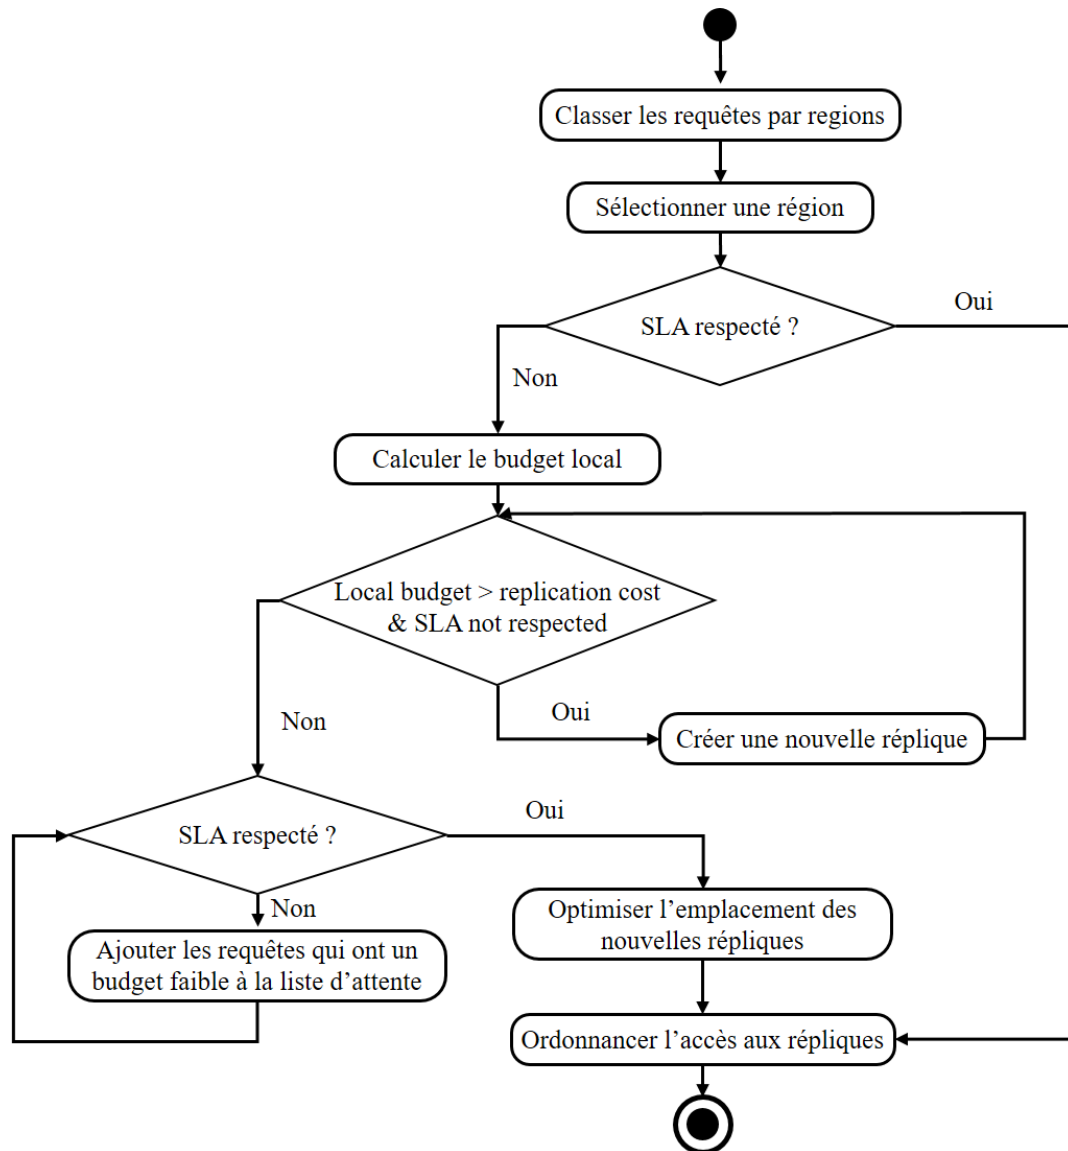 Classer les requêtes par regions
Sélectionner une région
Oui
SLA respecté ?
Non
Calculer le budget local
Local budget > replication cost
& SLA not respected
Oui
Non
Créer une nouvelle réplique
Oui
SLA respecté ?
Non
Optimiser l’emplacement des
nouvelles répliques
Ajouter les requêtes qui ont un
budget faible à la liste d’attente
Ordonnancer l’accès aux répliques